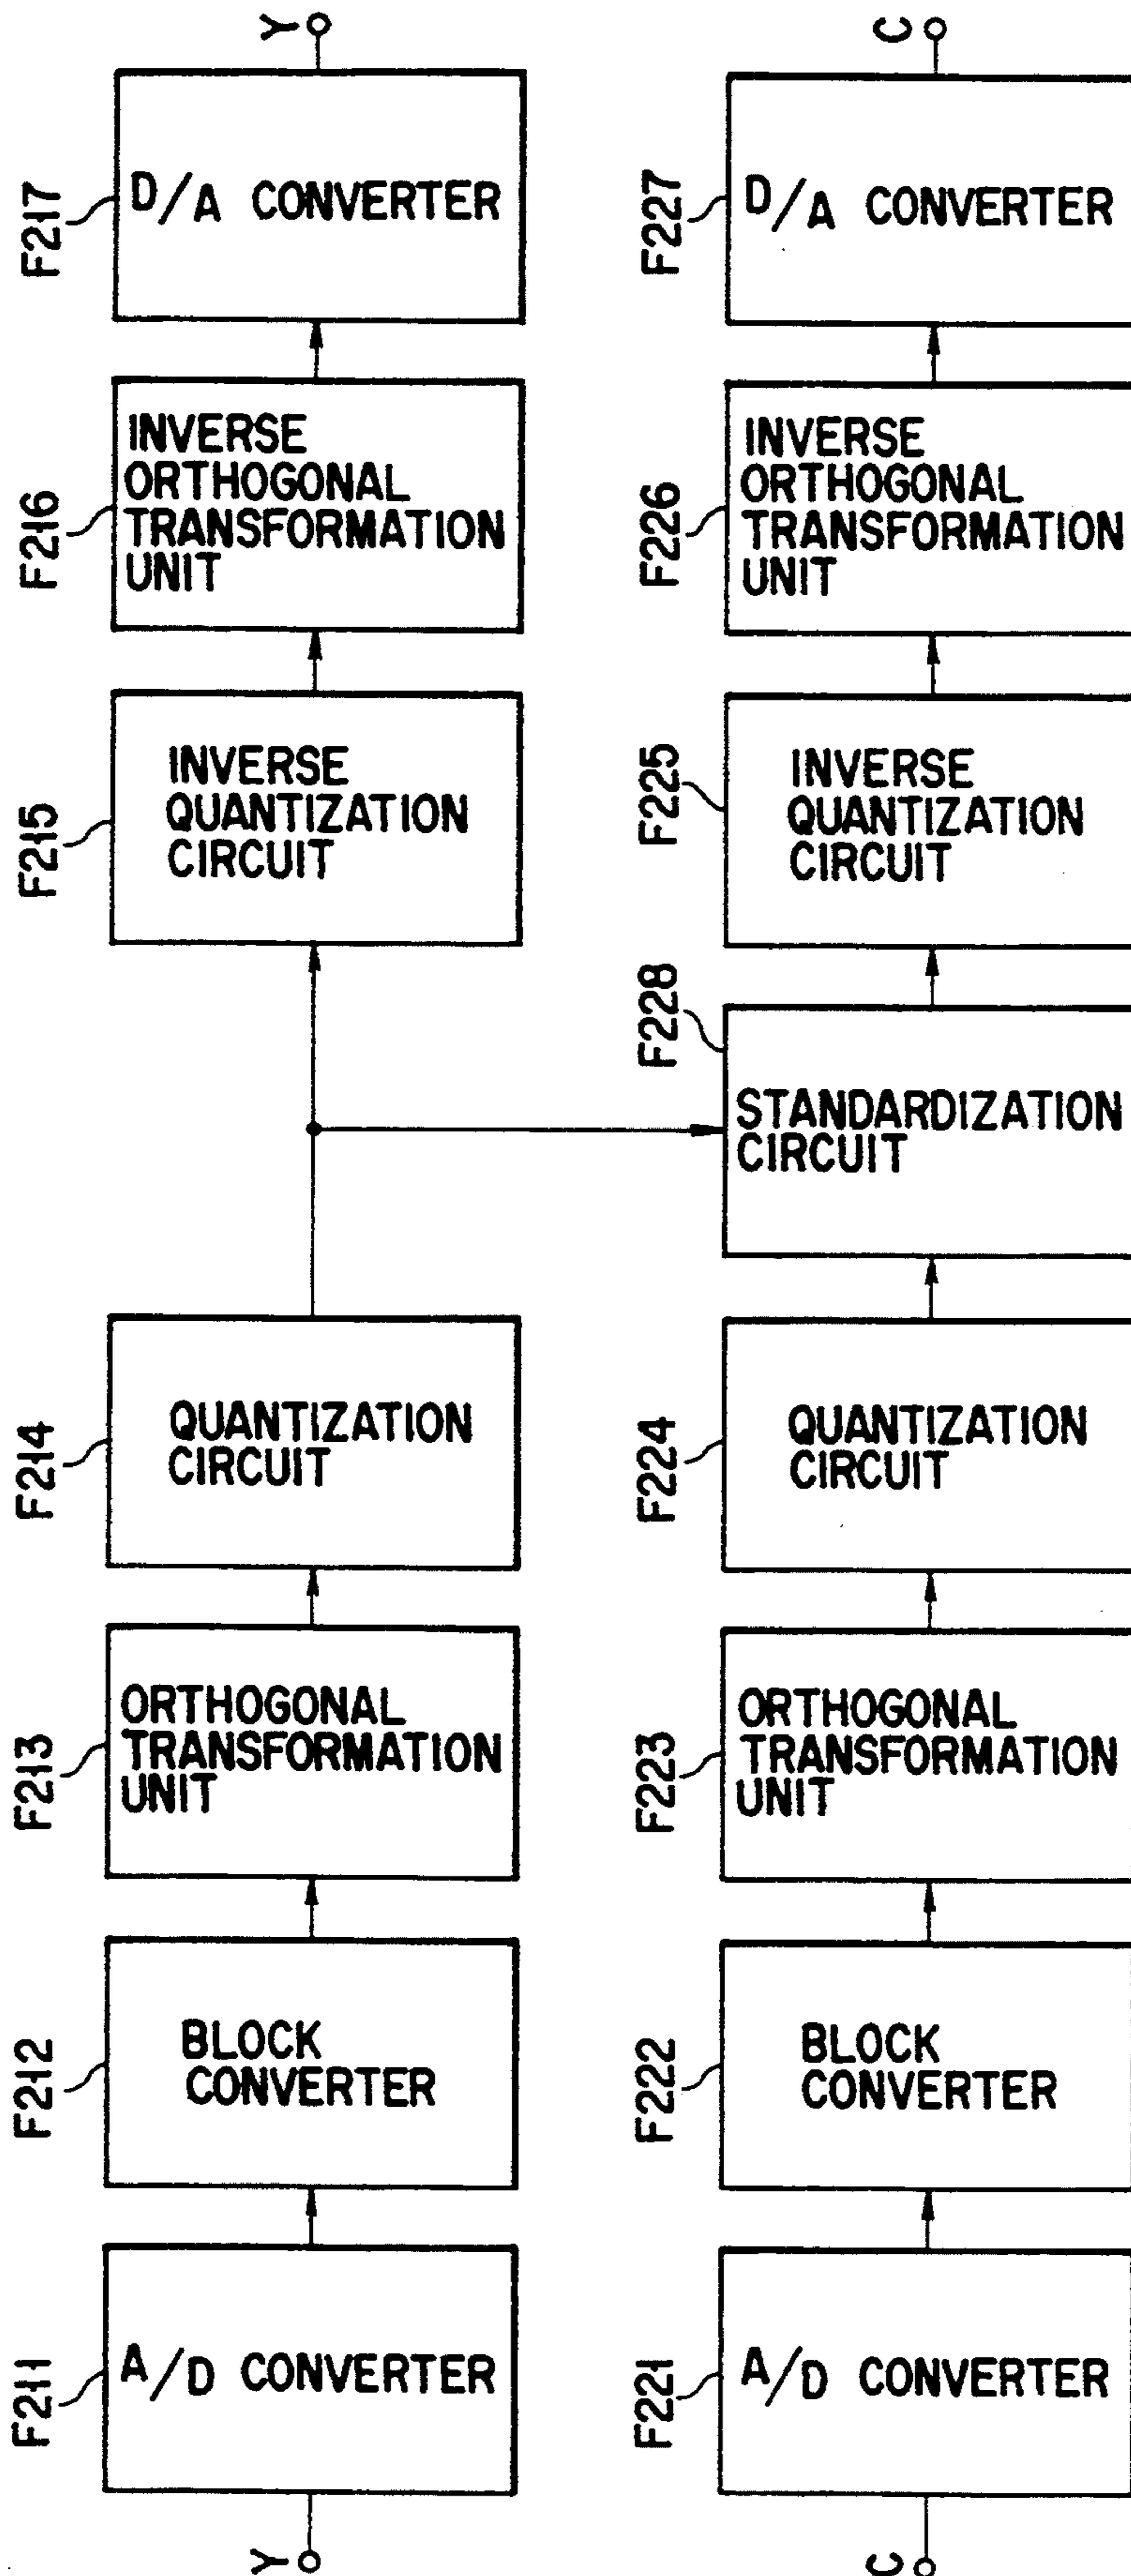 Y
F211
A/D CONVERTER
F212
BLOCK
CONVERTER
F213
ORTHOGONAL
TRANSFORMATION
UNIT
F214
QUANTIZATION
CIRCUIT
F215
INVERSE
QUANTIZATION
CIRCUIT
F216
INVERSE
ORTHOGONAL
TRANSFORMATION
UNIT
F217
D/A CONVERTER
Y
C
F221
A/D CONVERTER
F222
BLOCK
CONVERTER
F223
ORTHOGONAL
TRANSFORMATION
UNIT
F224
QUANTIZATION
CIRCUIT
F228
STANDARDIZATION
CIRCUIT
F225
INVERSE
QUANTIZATION
CIRCUIT
F226
INVERSE
ORTHOGONAL
TRANSFORMATION
UNIT
F227
D/A CONVERTER
C